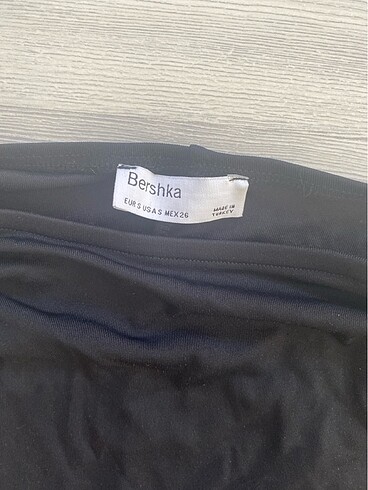 Bershka
EUR S USA S MEX 26
MADE IN
TURKEY